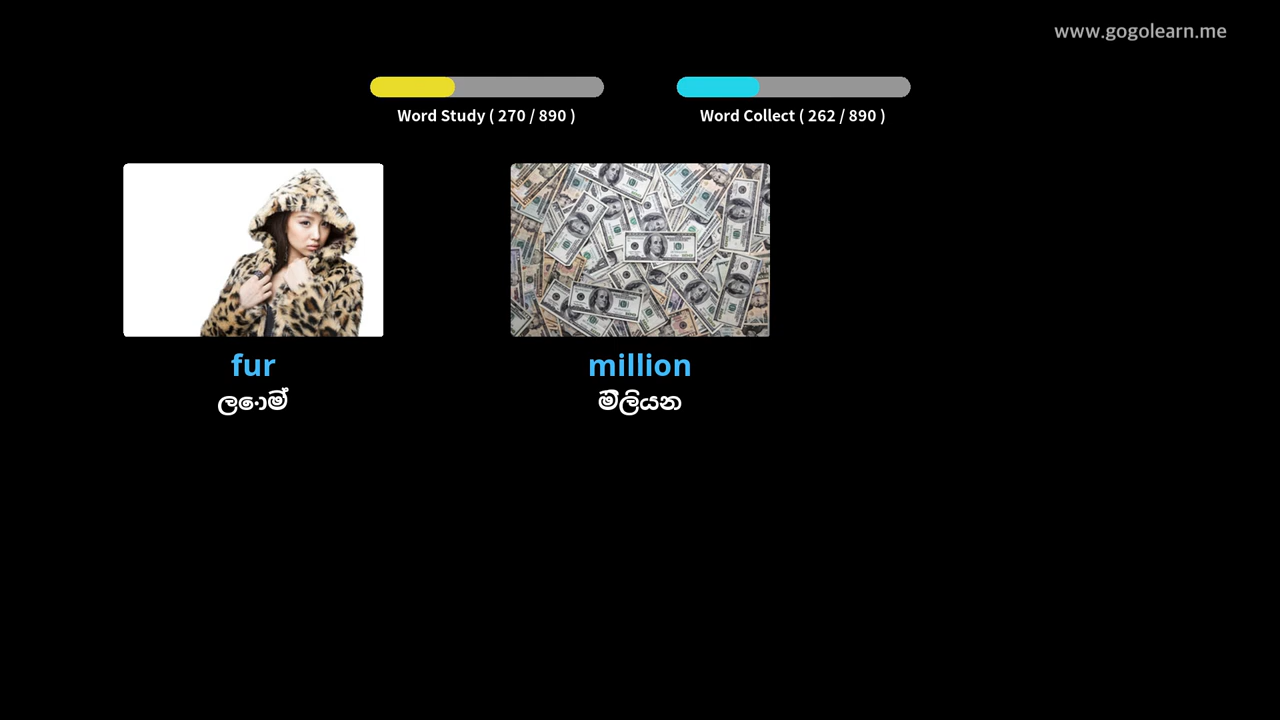 www.gogolearn.me
Word Study ( 270 / 890 )
Word Collect ( 262 / 890 )
fur
ලොම්
million
මිලියන